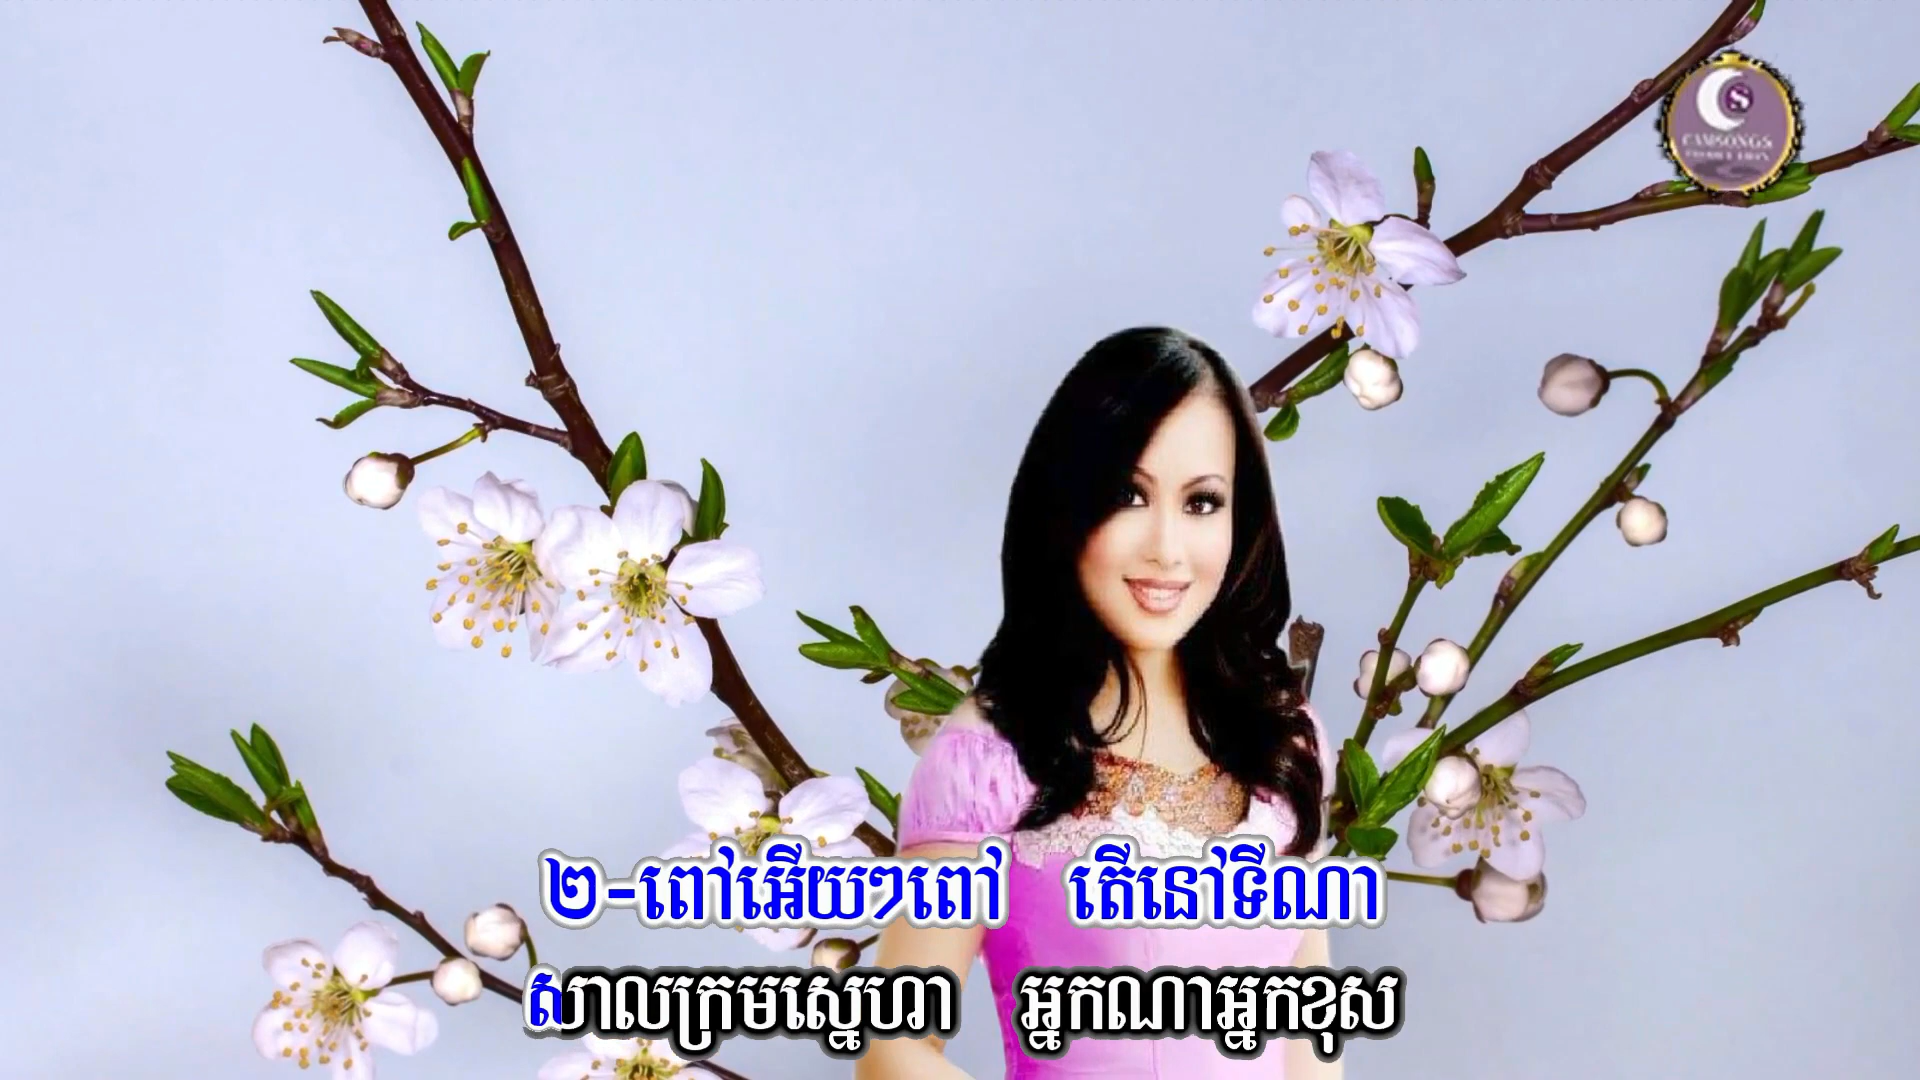 CAMSONGS
២-ពៅអើយៗពៅ តើនៅទីណា
សាលក្រមស្នេហា អ្នកណាអ្នកខុស